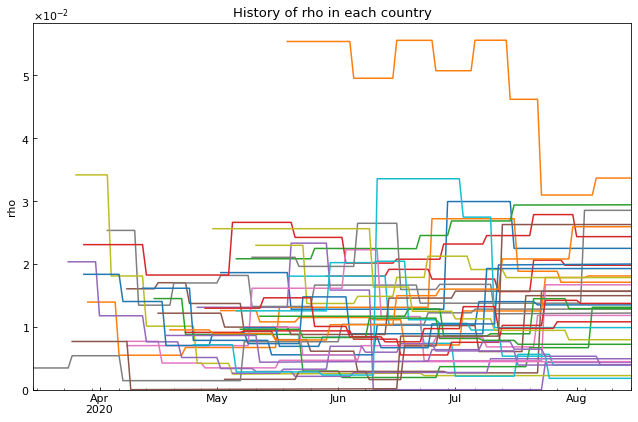 History of rho in each country
×10⁻²
5
4
3
2
1
0
rho
Apr
2020
May
Jun
Jul
Aug